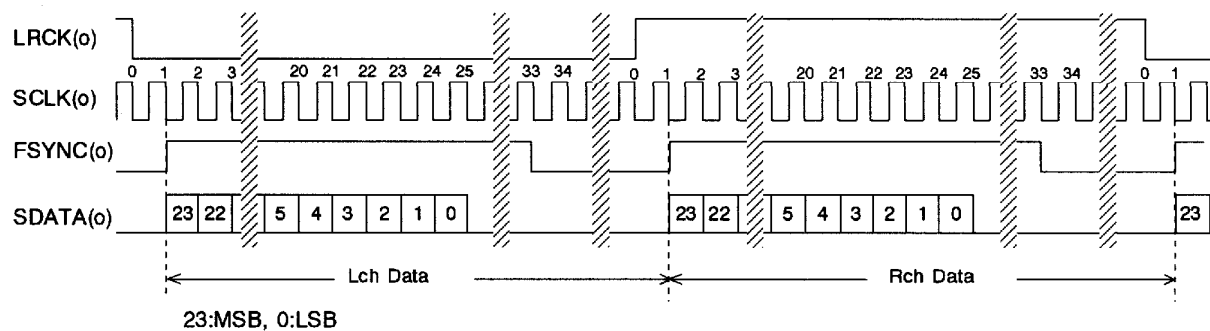 LRCK(o)
0 1 2 3 20 21 22 23 24 25 33 34 0 1 2 3 20 21 22 23 24 25 33 34 0 1
SCLK(o)
FSYNC(o)
SDATA(o) 23 22 5 4 3 2 1 0 23 22 5 4 3 2 1 0 23
Lch Data Rch Data
23:MSB, 0:LSB